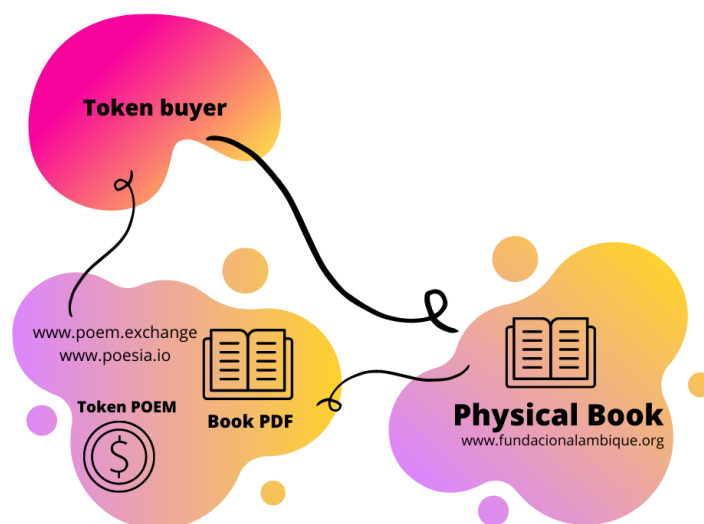 Token buyer
www.poem.exchange
www.poesia.io
Token POEM
$
Book PDF
Physical Book
www.fundacionalambique.org